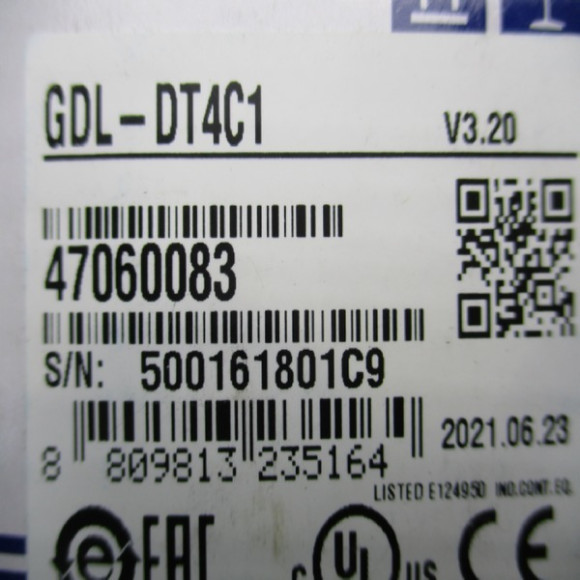 GDL-DT4C1 V3.20
47060083
S/N: 500161801C9
2021.06.23
8 809813 235164
LISTED E124950 IND.CONT.EQ.
EAC
c UL us CE